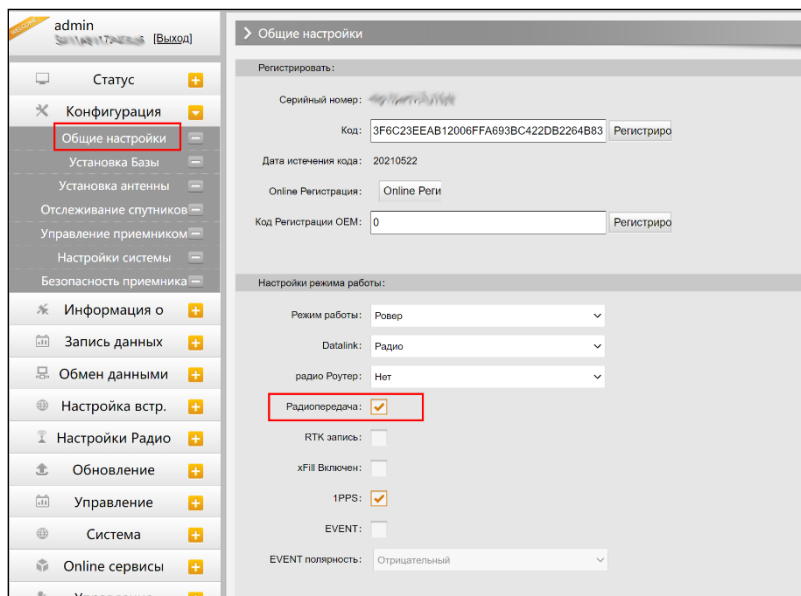 WELCOME
admin
[Выход]
Статус
Конфигурация
Общие настройки
Установка Базы
Установка антенны
Отслеживание спутников
Управление приемником
Настройки системы
Безопасность приемника
Информация о
Запись данных
Обмен данными
Настройка встр.
Настройки Радио
Обновление
Управление
Система
Online сервисы
Общие настройки
Регистрировать:
Серийный номер:
Код: 3F6C23EEAB12006FFA693BC422DB2264B83 Регистриро
Дата истечения кода: 20210522
Online Регистрация: Online Реги
Код Регистрации OEM: 0 Регистриро
Настройки режима работы:
Режим работы: Ровер
Datalink: Радио
радио Роутер: Нет
Радиопередача:
RTK запись:
xFill Включен:
1PPS:
EVENT:
EVENT полярность: Отрицательный